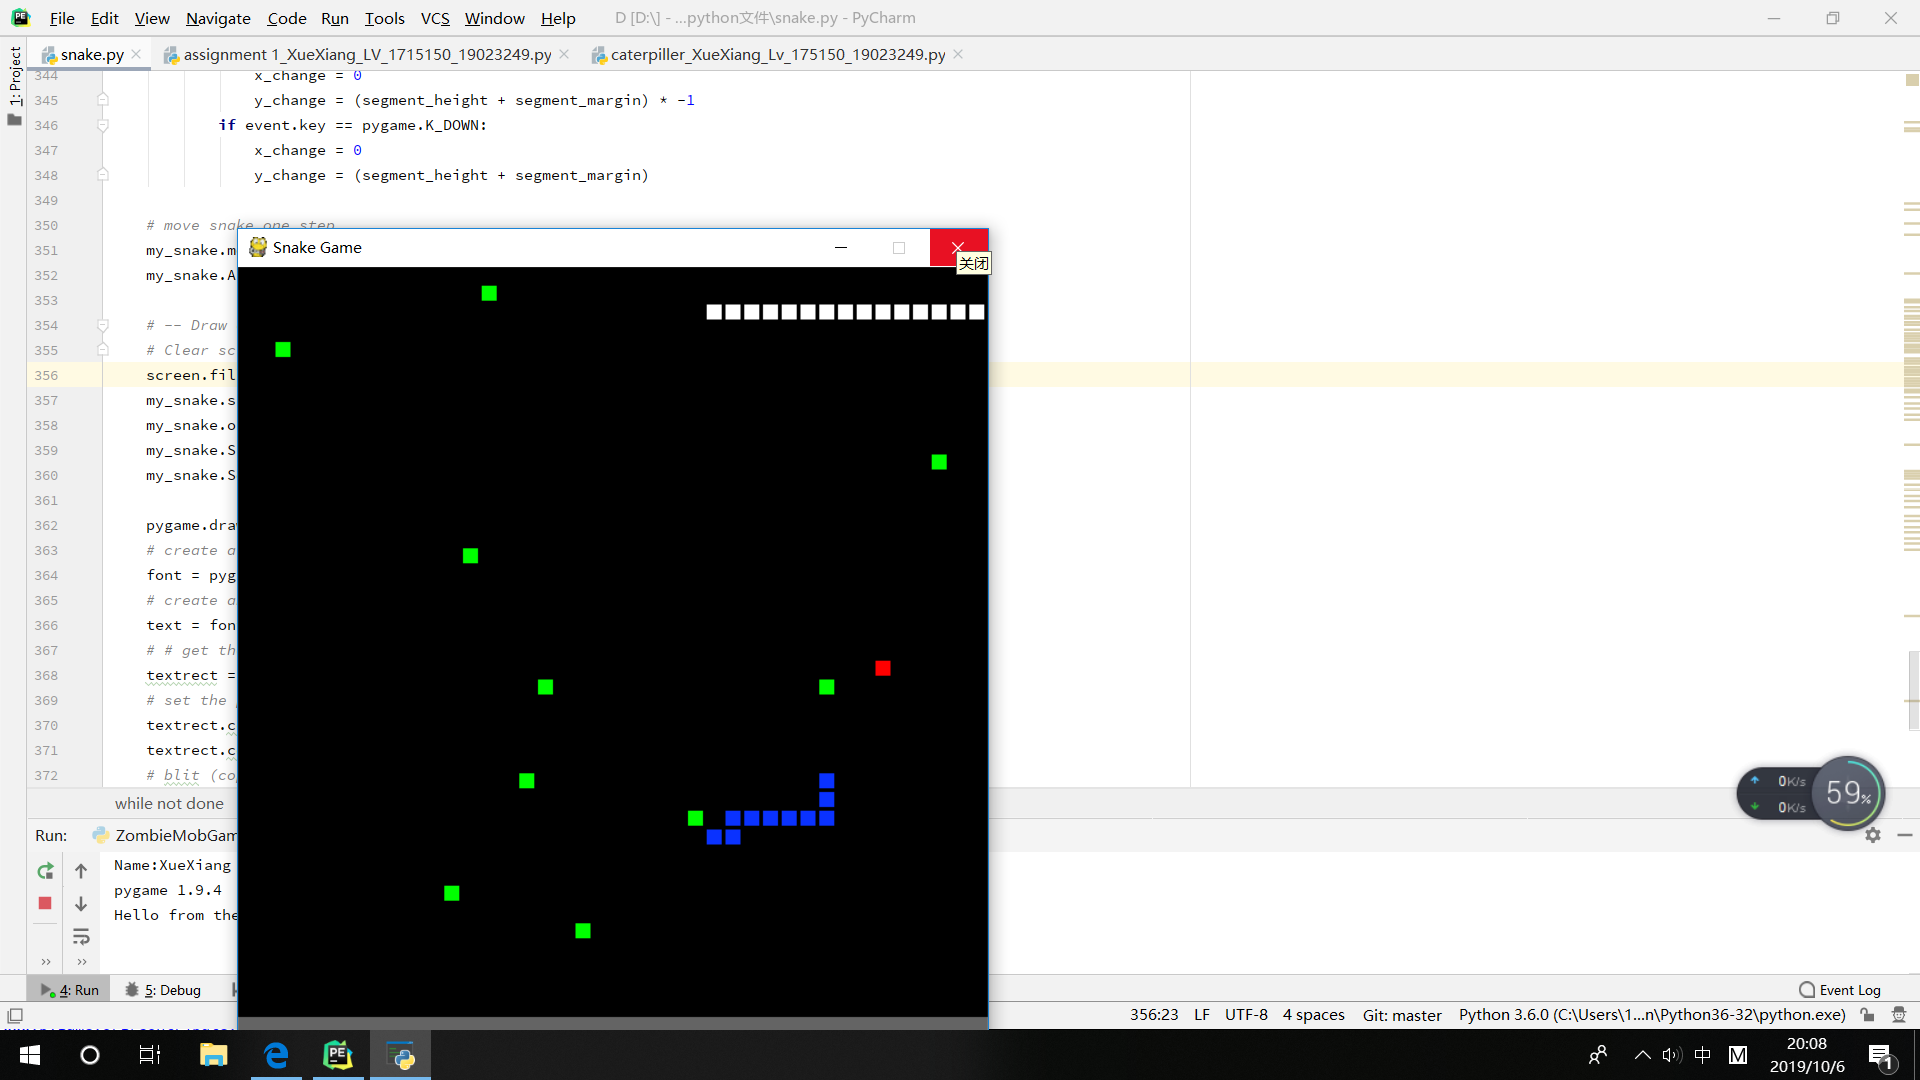 PE File Edit View Navigate Code Run Tools VCS Window Help D [D:\] - ...python文件\snake.py - PyCharm
snake.py assignment 1_XueXiang_LV_1715150_19023249.py caterpiller_XueXiang_Lv_175150_19023249.py
1: Project
344 x_change = 0
345 y_change = (segment_height + segment_margin) * -1
346 if event.key == pygame.K_DOWN:
347 x_change = 0
348 y_change = (segment_height + segment_margin)
349
350 # move snake one step
351 my_snake.m
352 my_snake.A
353
354 # -- Draw
355 # Clear sc
356 screen.fil
357 my_snake.s
358 my_snake.o
359 my_snake.S
360 my_snake.S
361
362 pygame.draw
363 # create a
364 font = pyg
365 # create a
366 text = fon
367 # # get th
368 textrect =
369 # set the
370 textrect.c
371 textrect.c
372 # blit (co
Snake Game
关闭
while not done
Run: ZombieMobGam
Name:XueXiang
pygame 1.9.4
Hello from the
0K/s
0K/s
59%
4: Run 5: Debug Event Log
356:23 LF UTF-8 4 spaces Git: master Python 3.6.0 (C:\Users\1...n\Python36-32\python.exe)
PE 中 M 20:08
2019/10/6 1